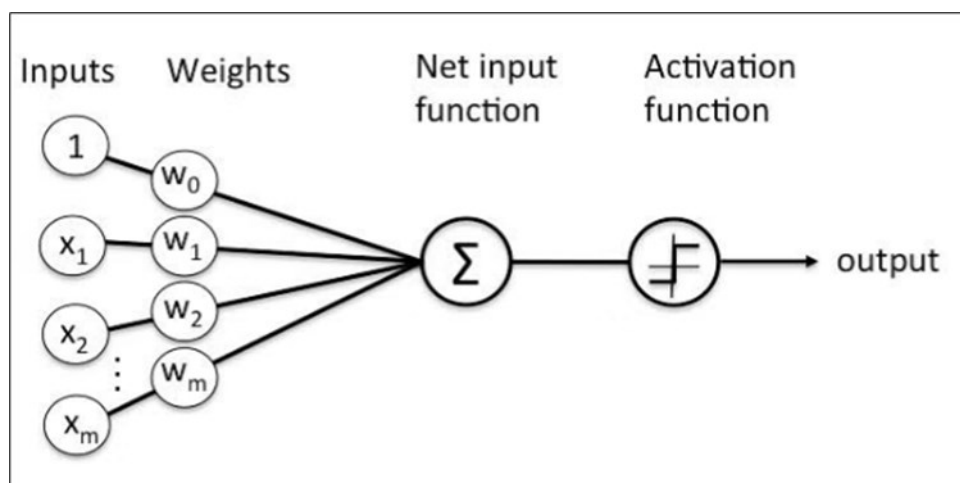 Inputs
Weights
Net input
function
Activation
function
1
w₀
x₁
w₁
x₂
w₂
⋮
xₘ
wₘ
Σ
output